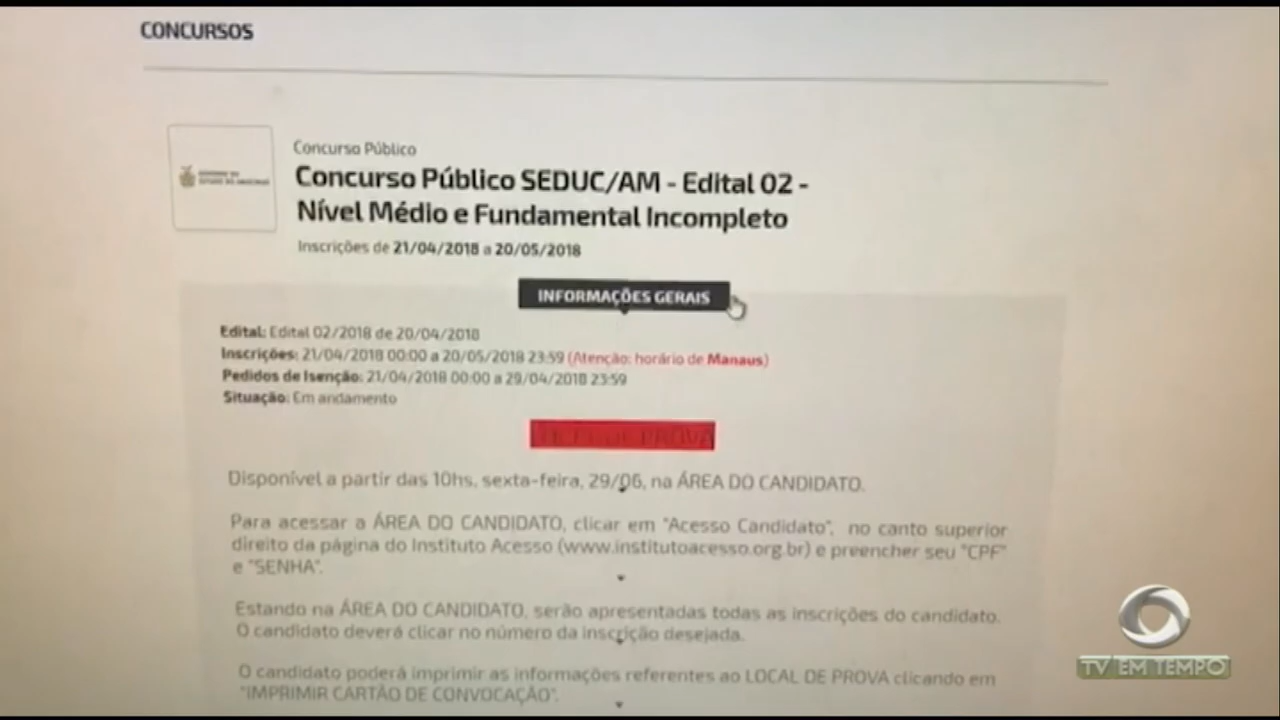 CONCURSOS
Concurso Público
Concurso Público SEDUC/AM - Edital 02 -
Nível Médio e Fundamental Incompleto
Inscrições de 21/04/2018 a 20/05/2018
INFORMAÇÕES GERAIS
Edital: Edital 02/2018 de 20/04/2018
Inscrições: 21/04/2018 00:00 a 20/05/2018 23:59 (Atenção: horário de Manaus)
Pedidos de Isenção: 21/04/2018 00:00 a 29/04/2018 23:59
Situação: Em andamento
DE PROVA
Disponível a partir das 10hs, sexta-feira, 29/06, na ÁREA DO CANDIDATO.
Para acessar a ÁREA DO CANDIDATO, clicar em "Acesso Candidato", no canto superior
direito da página do Instituto Acesso (www.institutoacesso.org.br) e preencher seu "CPF"
e "SENHA".
Estando na ÁREA DO CANDIDATO, serão apresentadas todas as inscrições do candidato.
O candidato deverá clicar no número da inscrição desejada.
O candidato poderá imprimir as informações referentes ao LOCAL DE PROVA clicando em
"IMPRIMIR CARTÃO DE CONVOCAÇÃO".
TV EM TEMPO